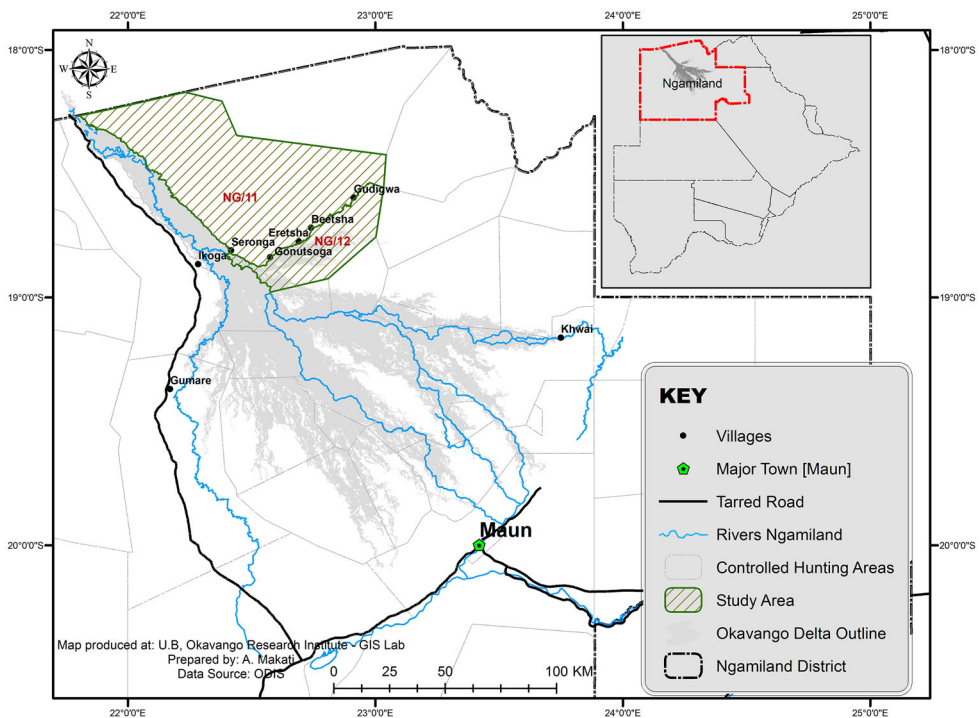 22°0'0"E 23°0'0"E 24°0'0"E 25°0'0"E
18°0'0"S
18°0'0"S
N
W E
S
Ngamiland
NG/11
Gudigwa
Beetsha
Eretsha
NG/12
Seronga
Gonutsoga
Ikoga
19°0'0"S
19°0'0"S
Khwai
Gumare
KEY
Villages
Major Town [Maun]
Tarred Road
Rivers Ngamiland
Controlled Hunting Areas
Study Area
Okavango Delta Outline
Ngamiland District
Maun
20°0'0"S
20°0'0"S
Map produced at: U.B, Okavango Research Institute - GIS Lab
Prepared by: A. Makati
Data Source: ODIS
0 50 100 KM
22°0'0"E 23°0'0"E 24°0'0"E 25°0'0"E